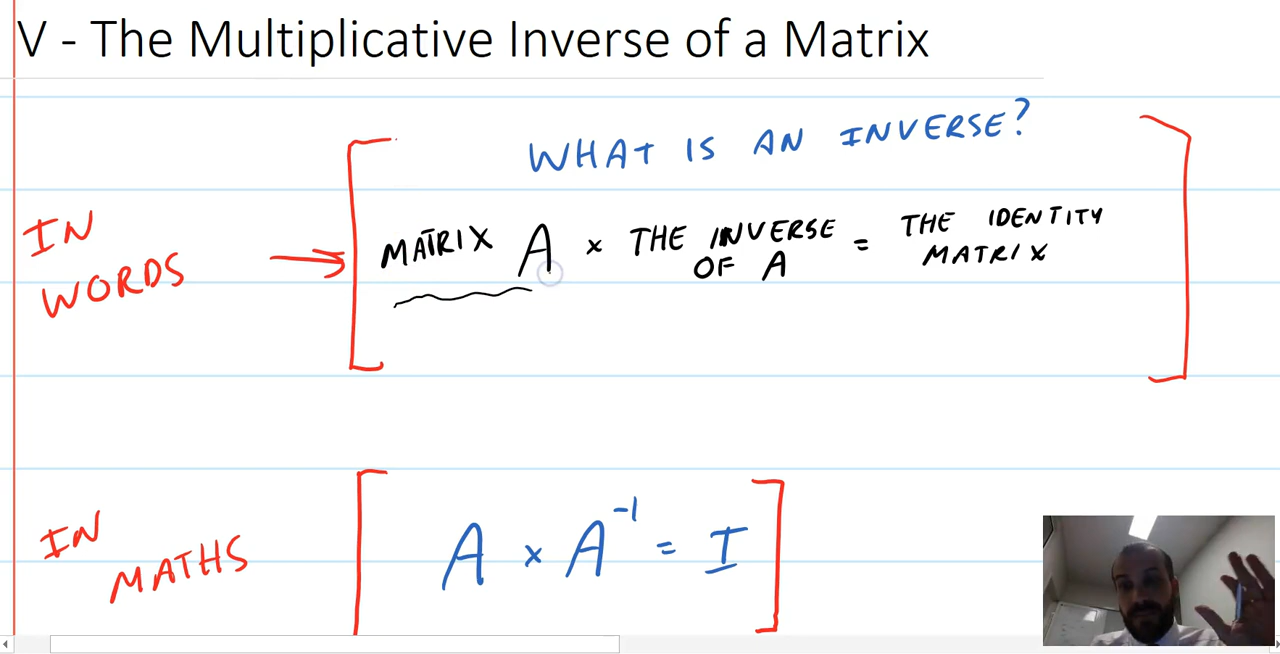 V - The Multiplicative Inverse of a Matrix
WHAT IS AN INVERSE?
IN
WORDS
MATRIX A × THE INVERSE OF A = THE IDENTITY MATRIX
IN
MATHS
A × A⁻¹ = I